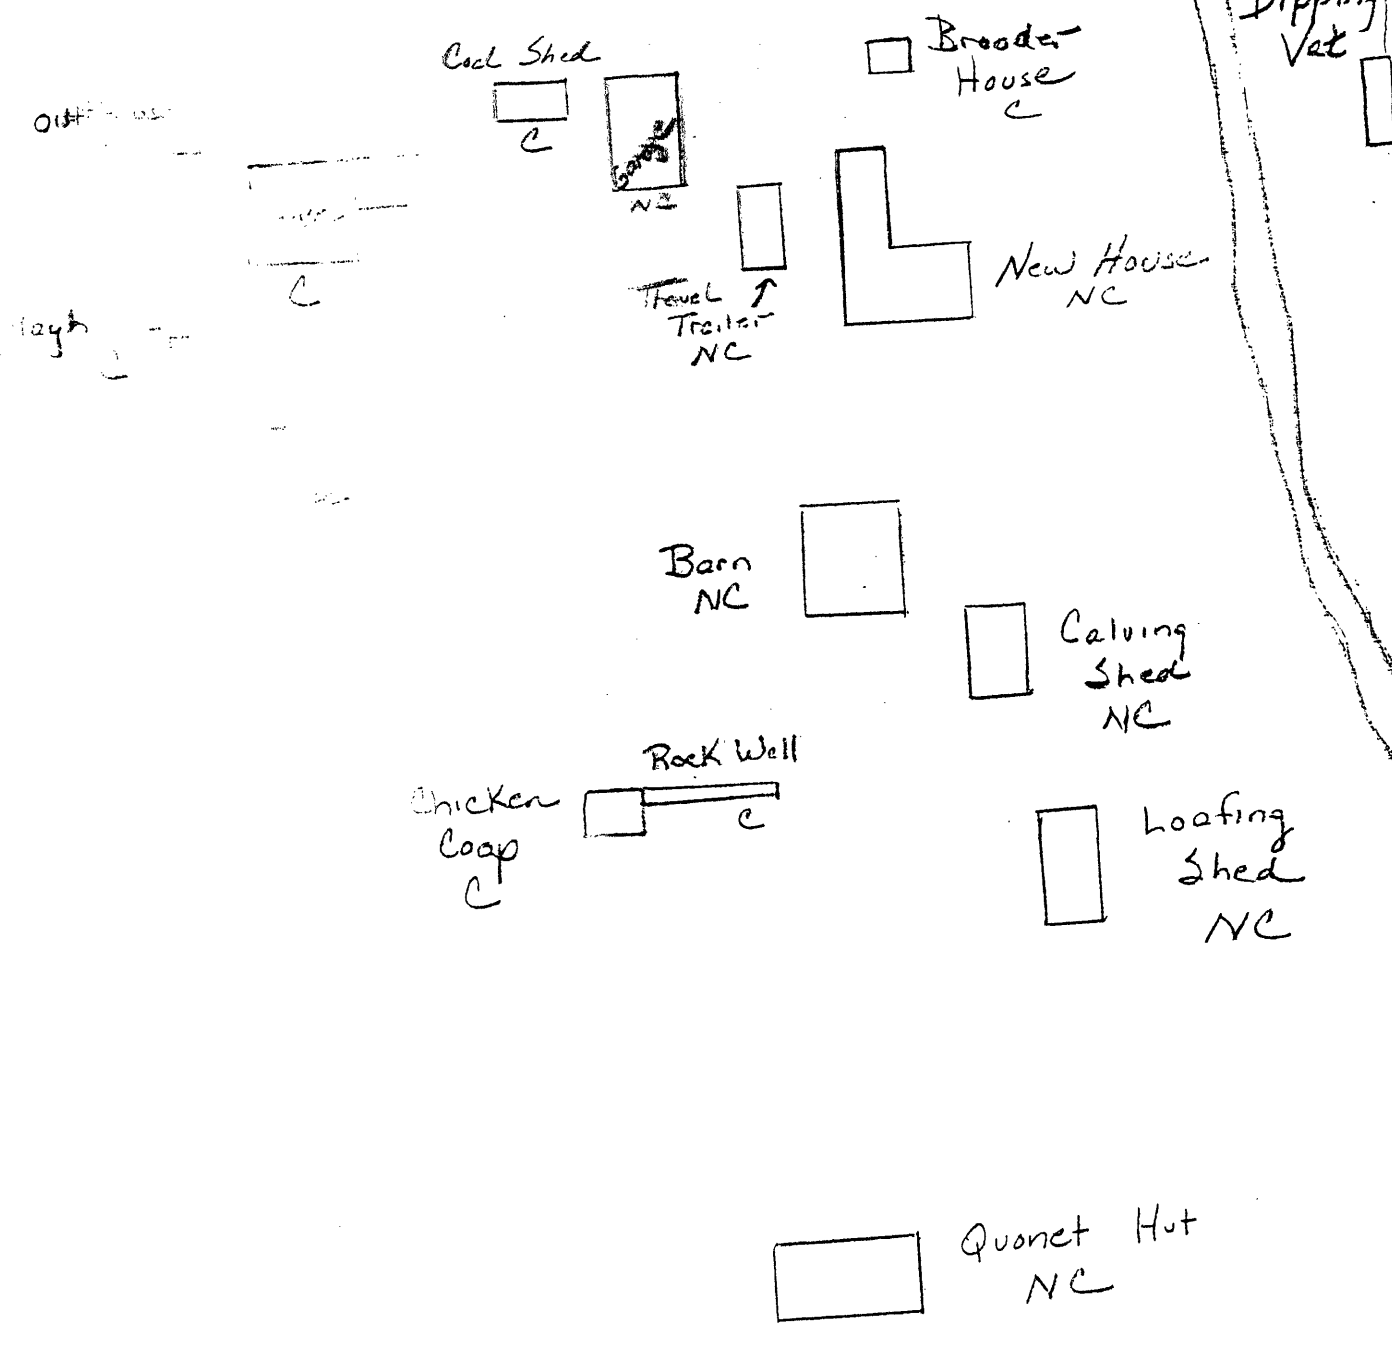 Dipping
Vat
Brooder
House
C
Coal Shed
C
Garage
NC
New House
NC
Travel
Trailer
NC
C
Barn
NC
Calving
Shed
NC
Rock Wall
C
Chicken
Coop
C
Loafing
Shed
NC
Quonet Hut
NC